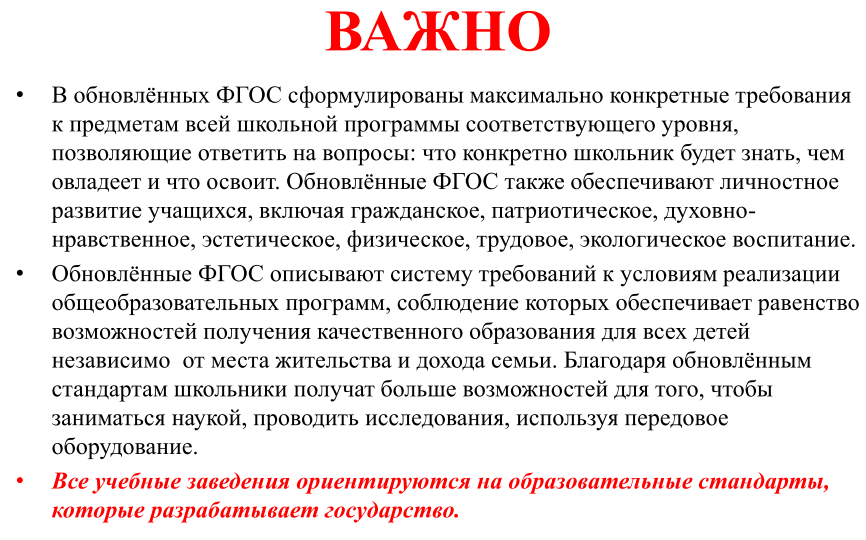 ВАЖНО
• В обновлённых ФГОС сформулированы максимально конкретные требования
к предметам всей школьной программы соответствующего уровня,
позволяющие ответить на вопросы: что конкретно школьник будет знать, чем
овладеет и что освоит. Обновлённые ФГОС также обеспечивают личностное
развитие учащихся, включая гражданское, патриотическое, духовно-
нравственное, эстетическое, физическое, трудовое, экологическое воспитание.
• Обновлённые ФГОС описывают систему требований к условиям реализации
общеобразовательных программ, соблюдение которых обеспечивает равенство
возможностей получения качественного образования для всех детей
независимо  от места жительства и дохода семьи. Благодаря обновлённым
стандартам школьники получат больше возможностей для того, чтобы
заниматься наукой, проводить исследования, используя передовое
оборудование.
• Все учебные заведения ориентируются на образовательные стандарты,
которые разрабатывает государство.